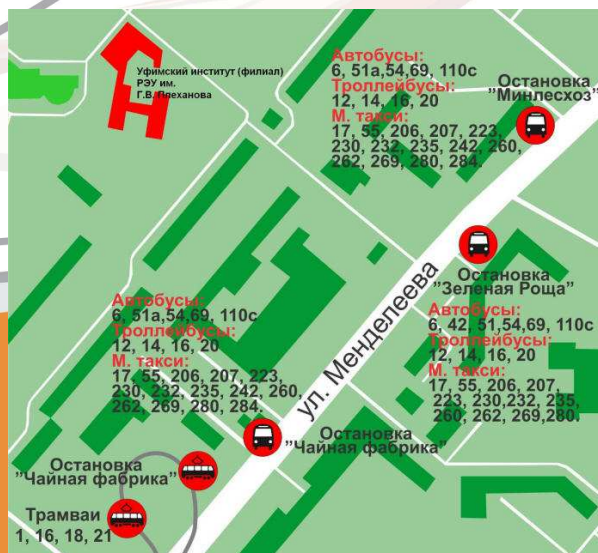 Уфимский институт (филиал)
РЭУ им.
Г.В. Плеханова
Автобусы:
6, 51а,54,69, 110с
Троллейбусы:
12, 14, 16, 20
М. такси:
17, 55, 206, 207, 223,
230, 232, 235, 242, 260,
262, 269, 280, 284.
Остановка
"Минлесхоз"
Остановка
"Зеленая Роща"
Автобусы:
6, 42, 51,54,69, 110с
Троллейбусы:
12, 14, 16, 20
М. такси:
17, 55, 206, 207,
223, 230,232, 235,
260, 262, 269,280.
ул. Менделеева
Автобусы:
6, 51а,54,69, 110с
Троллейбусы:
12, 14, 16, 20
М. такси:
17, 55, 206, 207, 223,
230, 232, 235, 242, 260,
262, 269, 280, 284.
Остановка
"Чайная фабрика"
Остановка
"Чайная фабрика"
Трамваи
1, 16, 18, 21